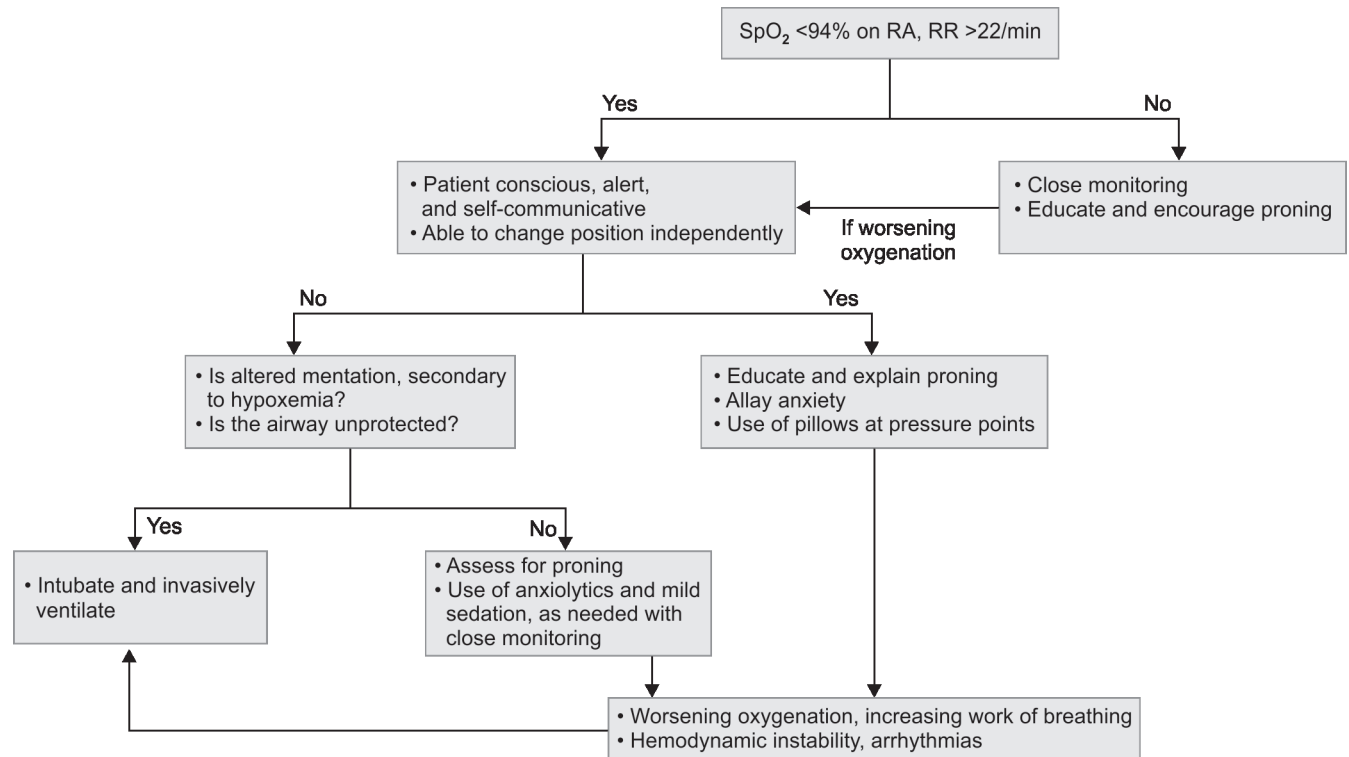 SpO2 <94% on RA, RR >22/min
Yes
No
• Patient conscious, alert,
and self-communicative
• Able to change position independently
• Close monitoring
• Educate and encourage proning
If worsening
oxygenation
No
Yes
• Is altered mentation, secondary
to hypoxemia?
• Is the airway unprotected?
• Educate and explain proning
• Allay anxiety
• Use of pillows at pressure points
Yes
No
• Intubate and invasively
ventilate
• Assess for proning
• Use of anxiolytics and mild
sedation, as needed with
close monitoring
• Worsening oxygenation, increasing work of breathing
• Hemodynamic instability, arrhythmias